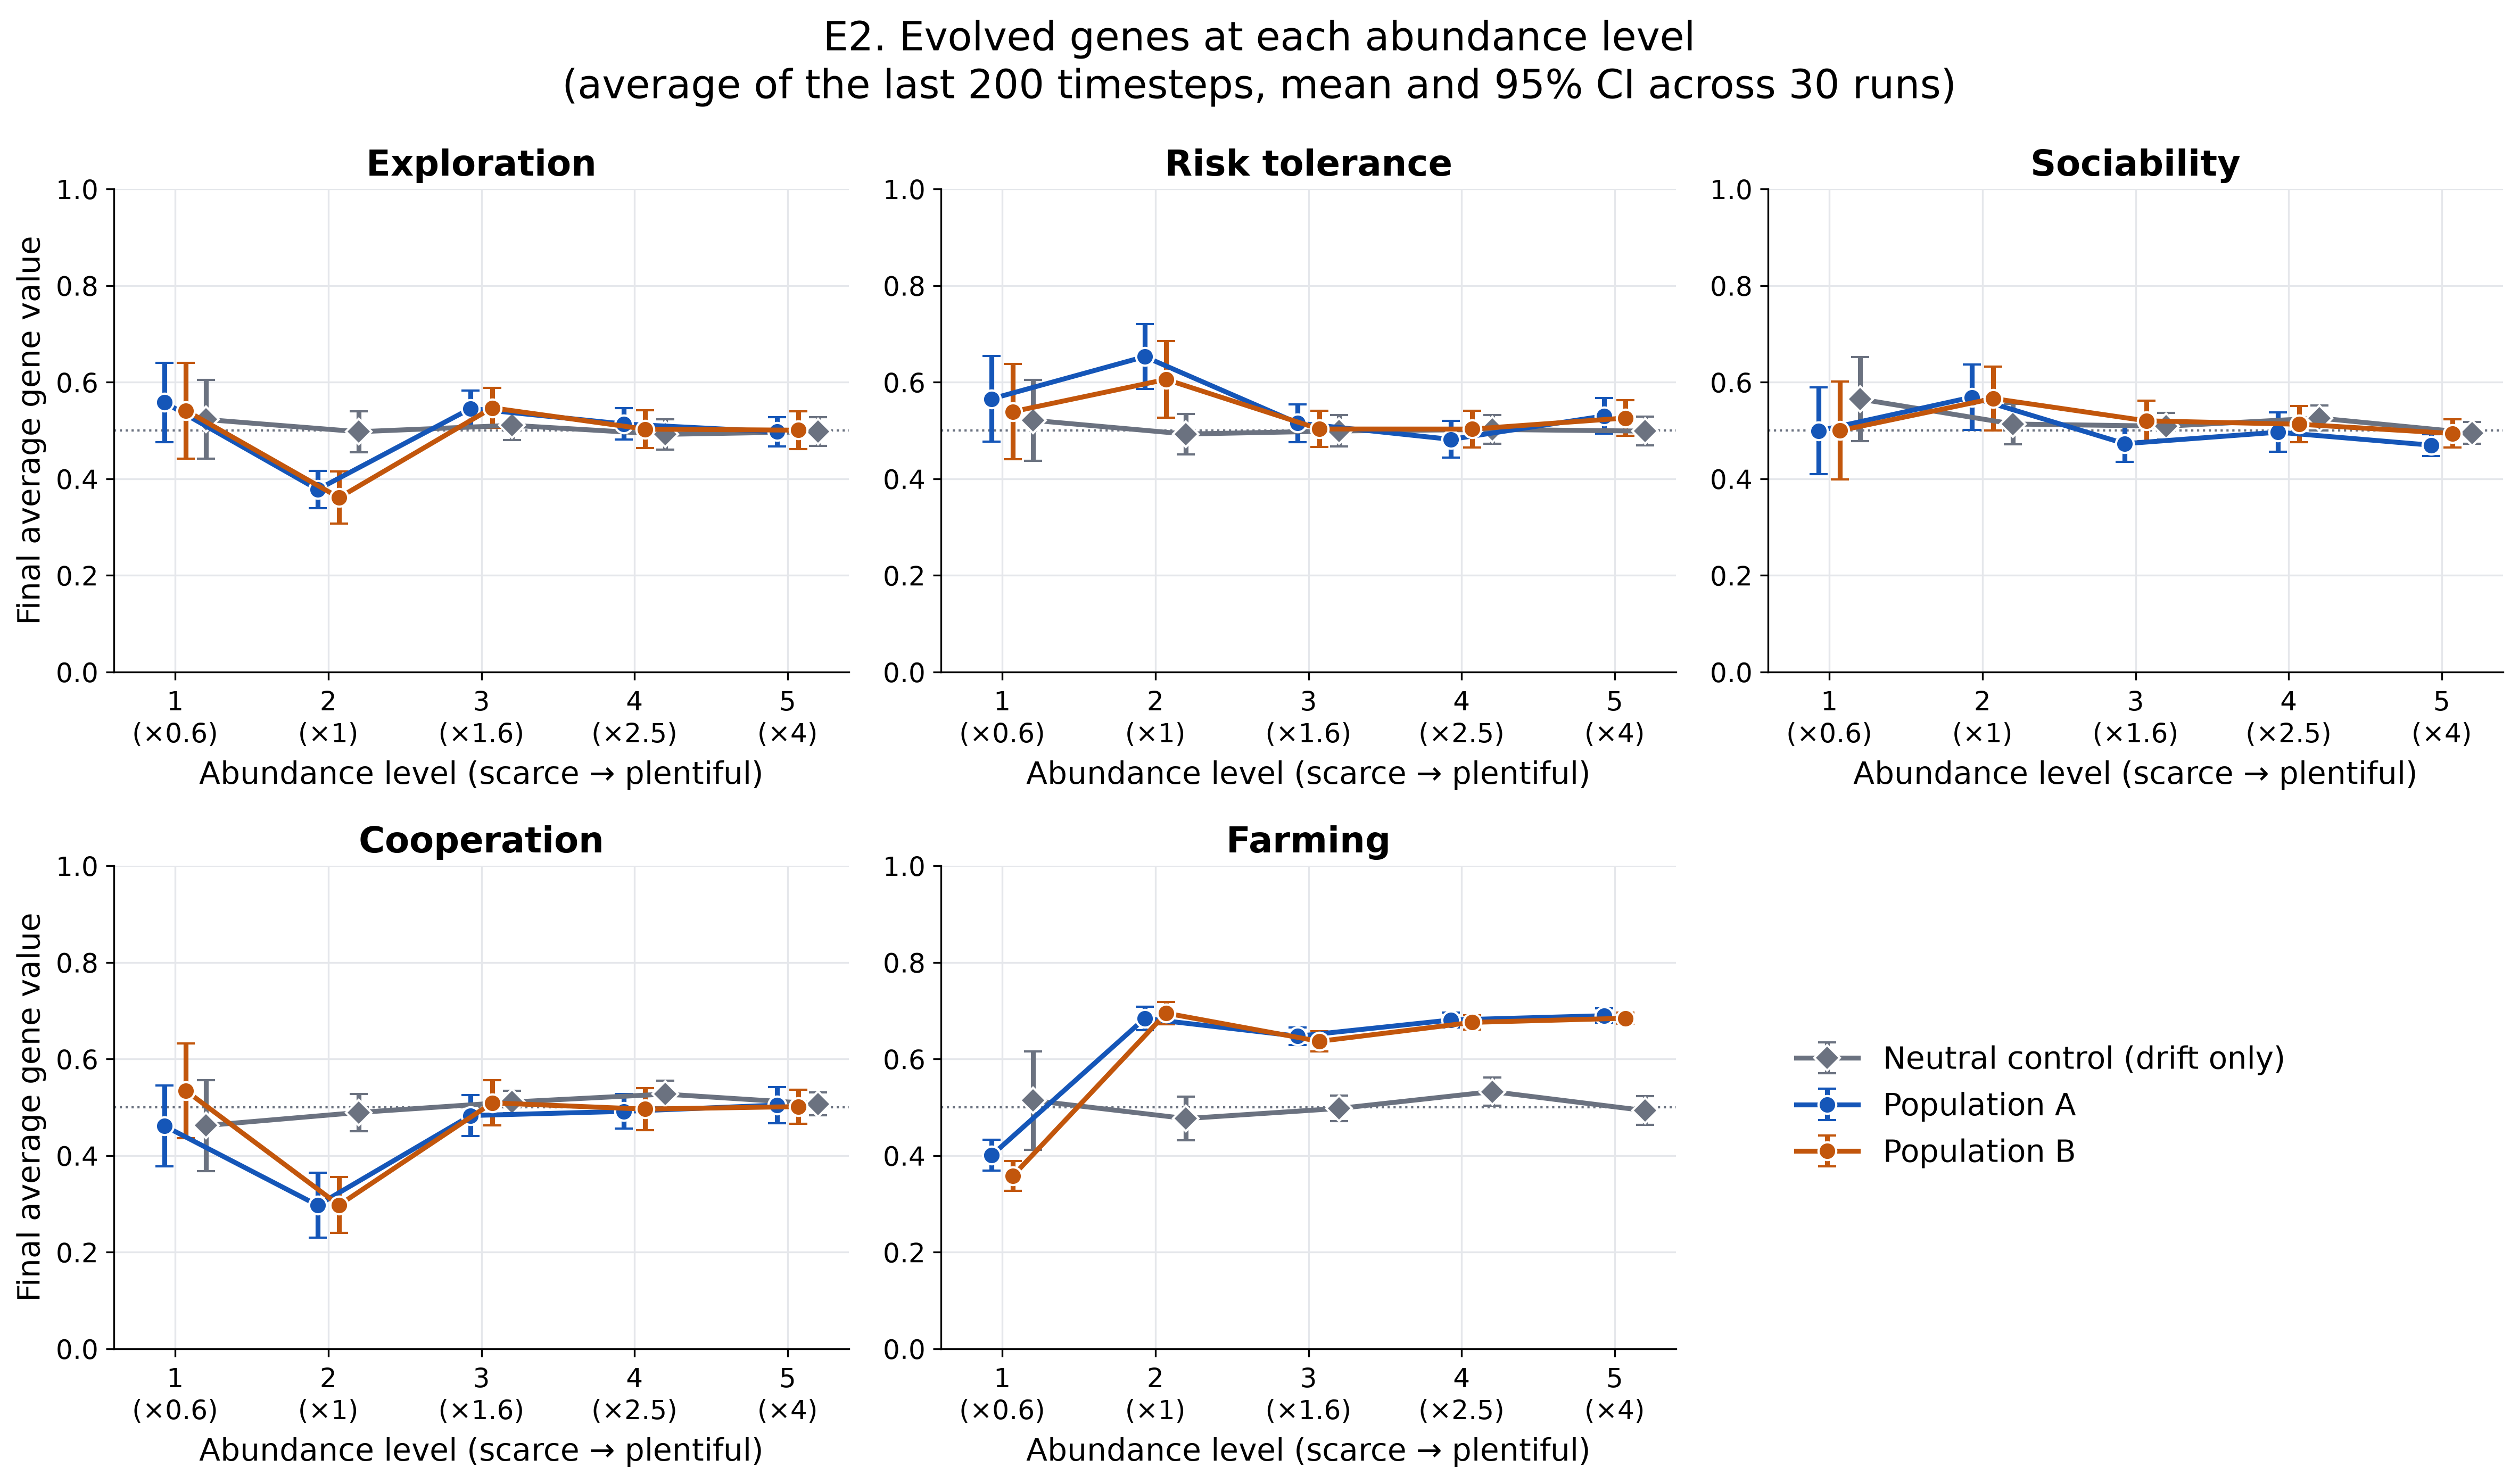 E2. Evolved genes at each abundance level
(average of the last 200 timesteps, mean and 95% CI across 30 runs)
Exploration
1.0
0.8
0.6
0.4
0.2
0.0
Final average gene value
1 2 3 4 5
(×0.6) (×1) (×1.6) (×2.5) (×4)
Abundance level (scarce → plentiful)
Risk tolerance
1.0
0.8
0.6
0.4
0.2
0.0
1 2 3 4 5
(×0.6) (×1) (×1.6) (×2.5) (×4)
Abundance level (scarce → plentiful)
Sociability
1.0
0.8
0.6
0.4
0.2
0.0
1 2 3 4 5
(×0.6) (×1) (×1.6) (×2.5) (×4)
Abundance level (scarce → plentiful)
Cooperation
1.0
0.8
0.6
0.4
0.2
0.0
Final average gene value
1 2 3 4 5
(×0.6) (×1) (×1.6) (×2.5) (×4)
Abundance level (scarce → plentiful)
Farming
1.0
0.8
0.6
0.4
0.2
0.0
1 2 3 4 5
(×0.6) (×1) (×1.6) (×2.5) (×4)
Abundance level (scarce → plentiful)
Neutral control (drift only)
Population A
Population B